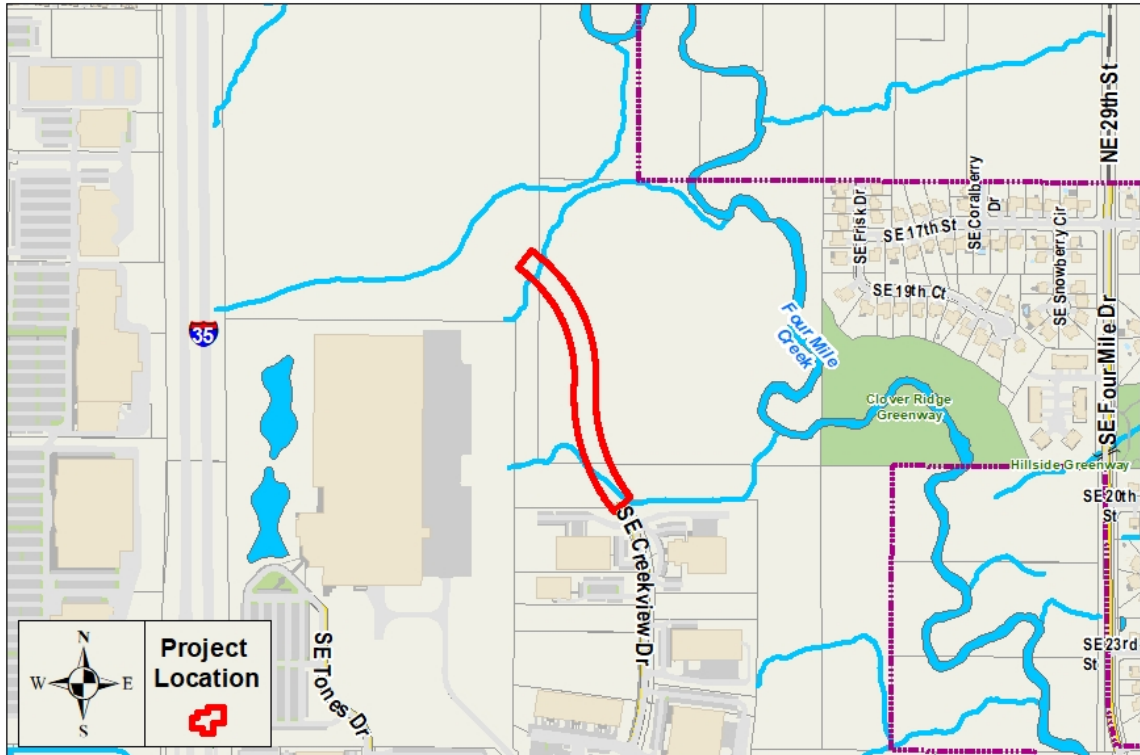 NE 29th St
SE Coralberry
Dr
SE Frisk Dr
SE 17th St
SE Snowberry Cir
SE 19th Ct
35
Four Mile
Creek
SE Four Mile Dr
Clover Ridge
Greenway
Hillside Greenway
SE 20th
St
SE Creekview Dr
SE Tones Dr
SE 23rd
St
N
W
E
S
Project
Location